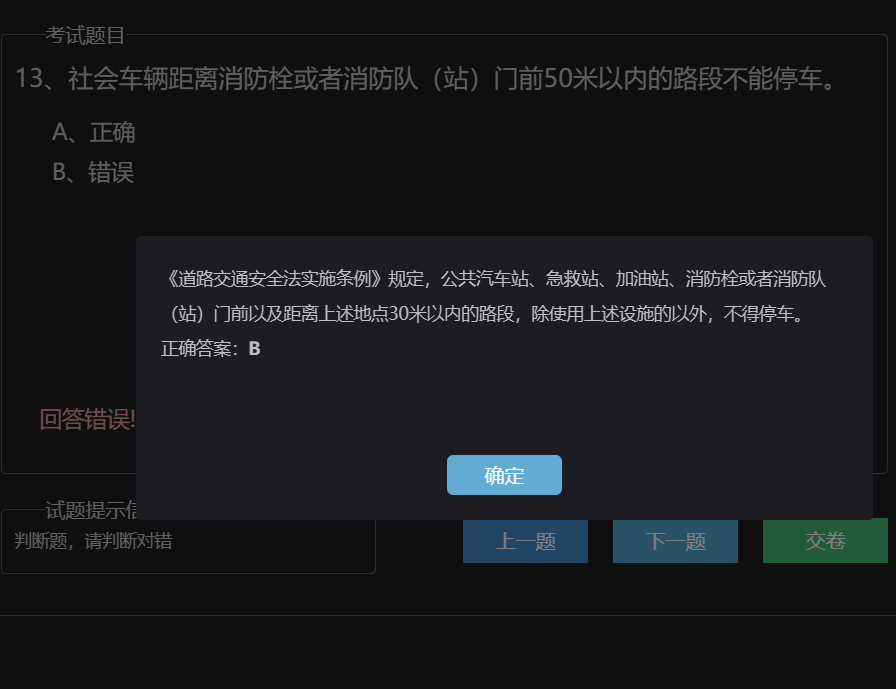 考试题目
13、社会车辆距离消防栓或者消防队（站）门前50米以内的路段不能停车。
A、正确
B、错误
《道路交通安全法实施条例》规定，公共汽车站、急救站、加油站、消防栓或者消防队
（站）门前以及距离上述地点30米以内的路段，除使用上述设施的以外，不得停车。
正确答案：B
回答错误!
确定
试题提示信
判断题，请判断对错
上一题
下一题
交卷